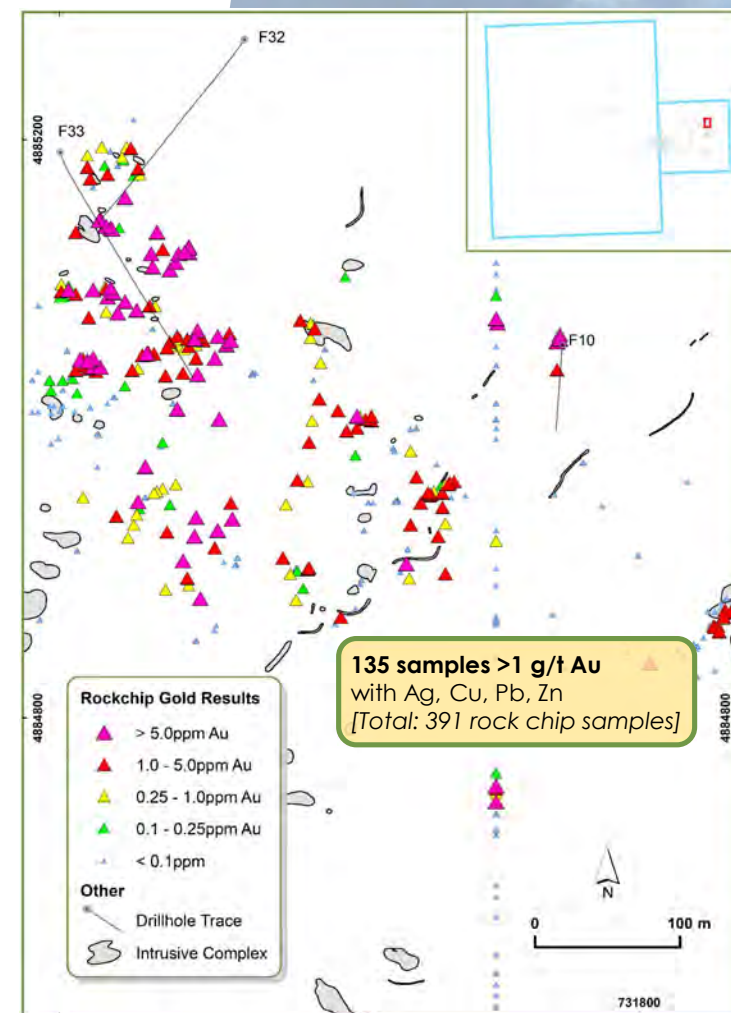 F32
F33
4885200
F10
135 samples >1 g/t Au
with Ag, Cu, Pb, Zn
[Total: 391 rock chip samples]
Rockchip Gold Results
> 5.0ppm Au
1.0 - 5.0ppm Au
0.25 - 1.0ppm Au
0.1 - 0.25ppm Au
< 0.1ppm
Other
Drillhole Trace
Intrusive Complex
4884800
4884800
N
0 100 m
731800